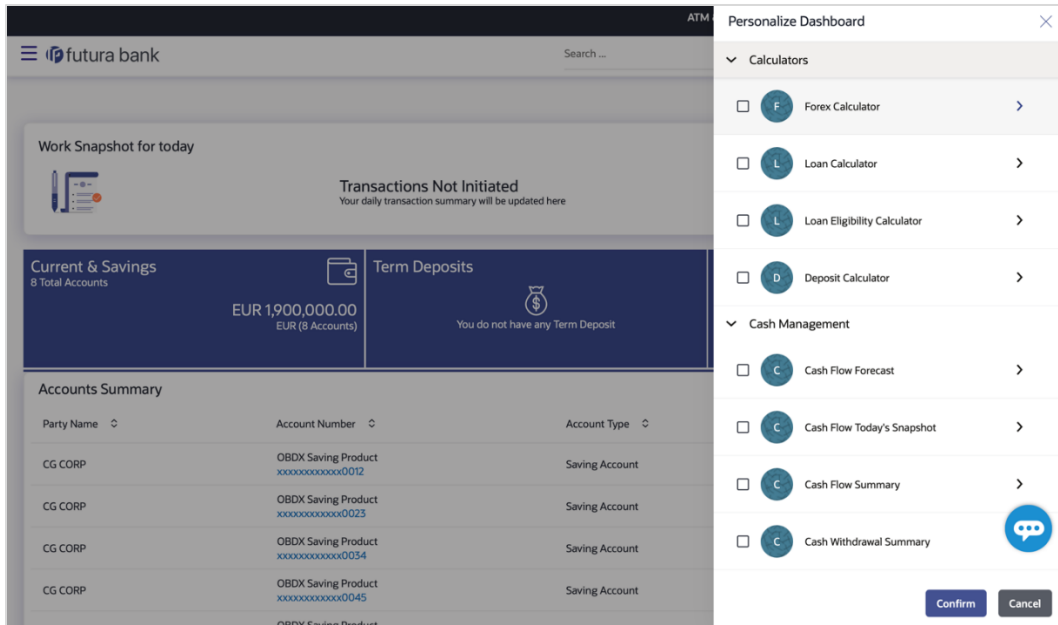 ATM
futura bank
Search ...
Work Snapshot for today
Transactions Not Initiated
Your daily transaction summary will be updated here
Current & Savings
8 Total Accounts
EUR 1,900,000.00
EUR (8 Accounts)
Term Deposits
You do not have any Term Deposit
Accounts Summary
Party Name Account Number Account Type
CG CORP OBDX Saving Product Saving Account
xxxxxxxxxxxx0012
CG CORP OBDX Saving Product Saving Account
xxxxxxxxxxxx0023
CG CORP OBDX Saving Product Saving Account
xxxxxxxxxxxx0034
CG CORP OBDX Saving Product Saving Account
xxxxxxxxxxxx0045
OBDX Saving Product
Personalize Dashboard
Calculators
F Forex Calculator
L Loan Calculator
L Loan Eligibility Calculator
D Deposit Calculator
Cash Management
C Cash Flow Forecast
C Cash Flow Today's Snapshot
C Cash Flow Summary
C Cash Withdrawal Summary
Confirm Cancel